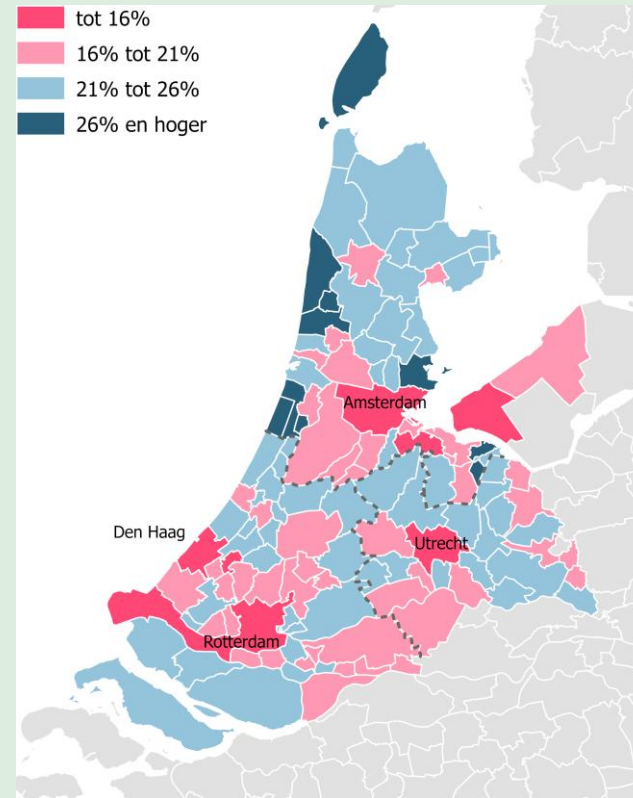 tot 16%
16% tot 21%
21% tot 26%
26% en hoger
Amsterdam
Den Haag
Utrecht
Rotterdam